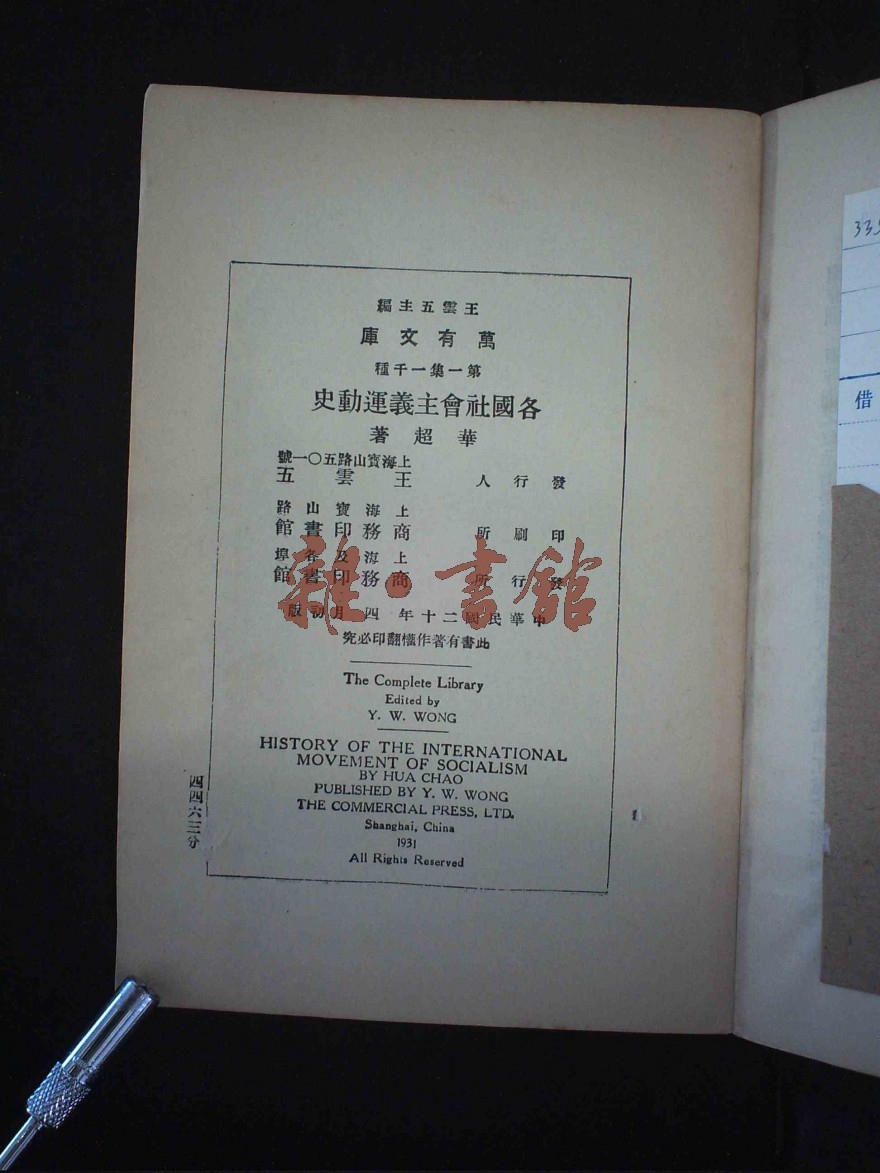 王雲五主編
萬有文庫
第一集一千種
各國社會主義運動史
華超著
上海寶山路五〇一號
發行人 王雲五
上海寶山路
印刷所 商務印書館
上海及各埠
發行所 商務印書館
中華民國二十年四月初版
此書有著作權翻印必究
The Complete Library
Edited by
Y. W. WONG
HISTORY OF THE INTERNATIONAL
MOVEMENT OF SOCIALISM
BY HUA CHAO
PUBLISHED BY Y. W. WONG
THE COMMERCIAL PRESS, LTD.
Shanghai, China
1931
All Rights Reserved
四四六三分
雜·書館
借